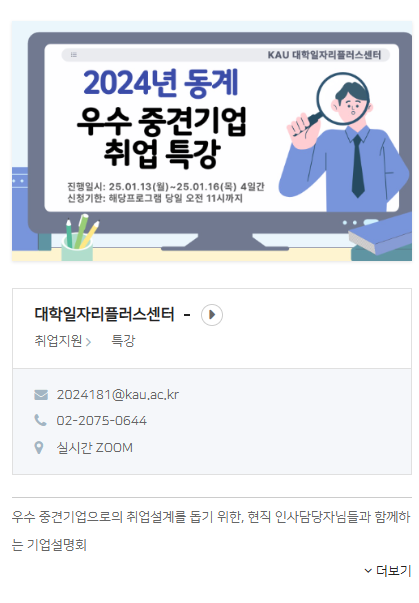 KAU 대학일자리플러스센터
2024년 동계
우수 중견기업
취업 특강
진행일시: 25.01.13(월)~25.01.16(목) 4일간
신청기한: 해당프로그램 당일 오전 11시까지
대학일자리플러스센터 -
취업지원 > 특강
2024181@kau.ac.kr
02-2075-0644
실시간 ZOOM
우수 중견기업으로의 취업설계를 돕기 위한, 현직 인사담당자님들과 함께하
는 기업설명회
더보기